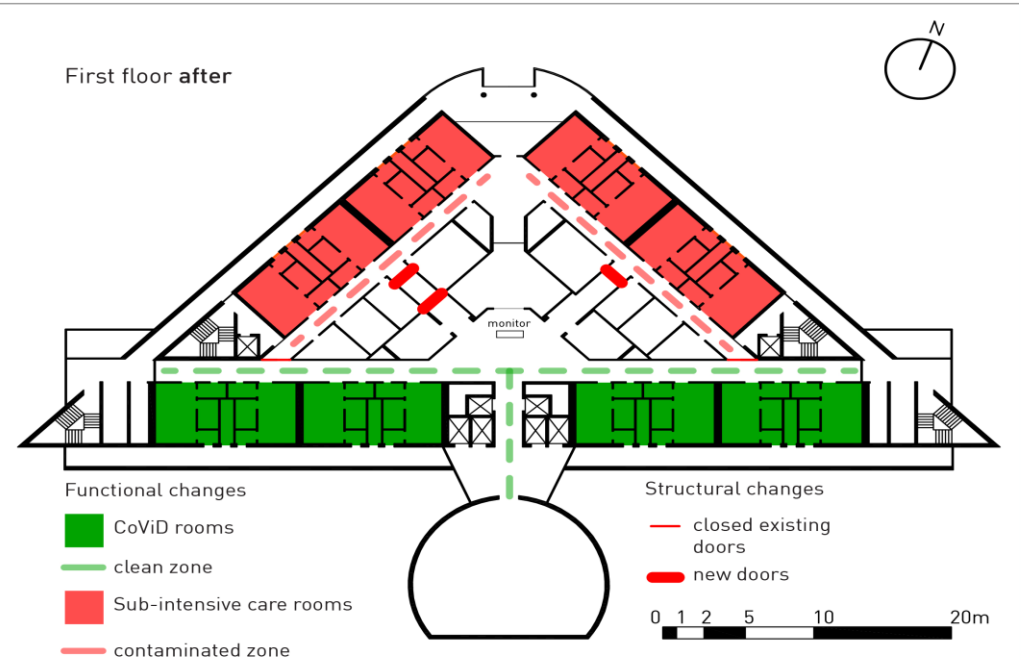 N
First floor after
monitor
Functional changes
CoViD rooms
clean zone
Sub-intensive care rooms
contaminated zone
Structural changes
closed existing
doors
new doors
0 1 2 5 10 20m